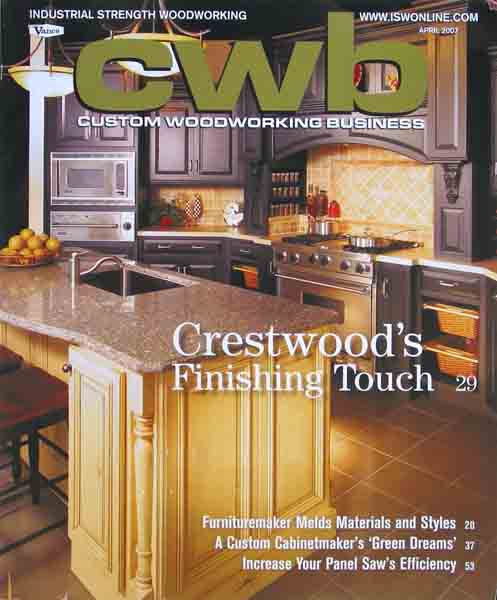 INDUSTRIAL STRENGTH WOODWORKING
WWW.ISWONLINE.COM
Vance
APRIL 2007
cwb
CUSTOM WOODWORKING BUSINESS
Crestwood's
Finishing Touch 29
Furnituremaker Melds Materials and Styles 20
A Custom Cabinetmaker's 'Green Dreams' 37
Increase Your Panel Saw's Efficiency 53